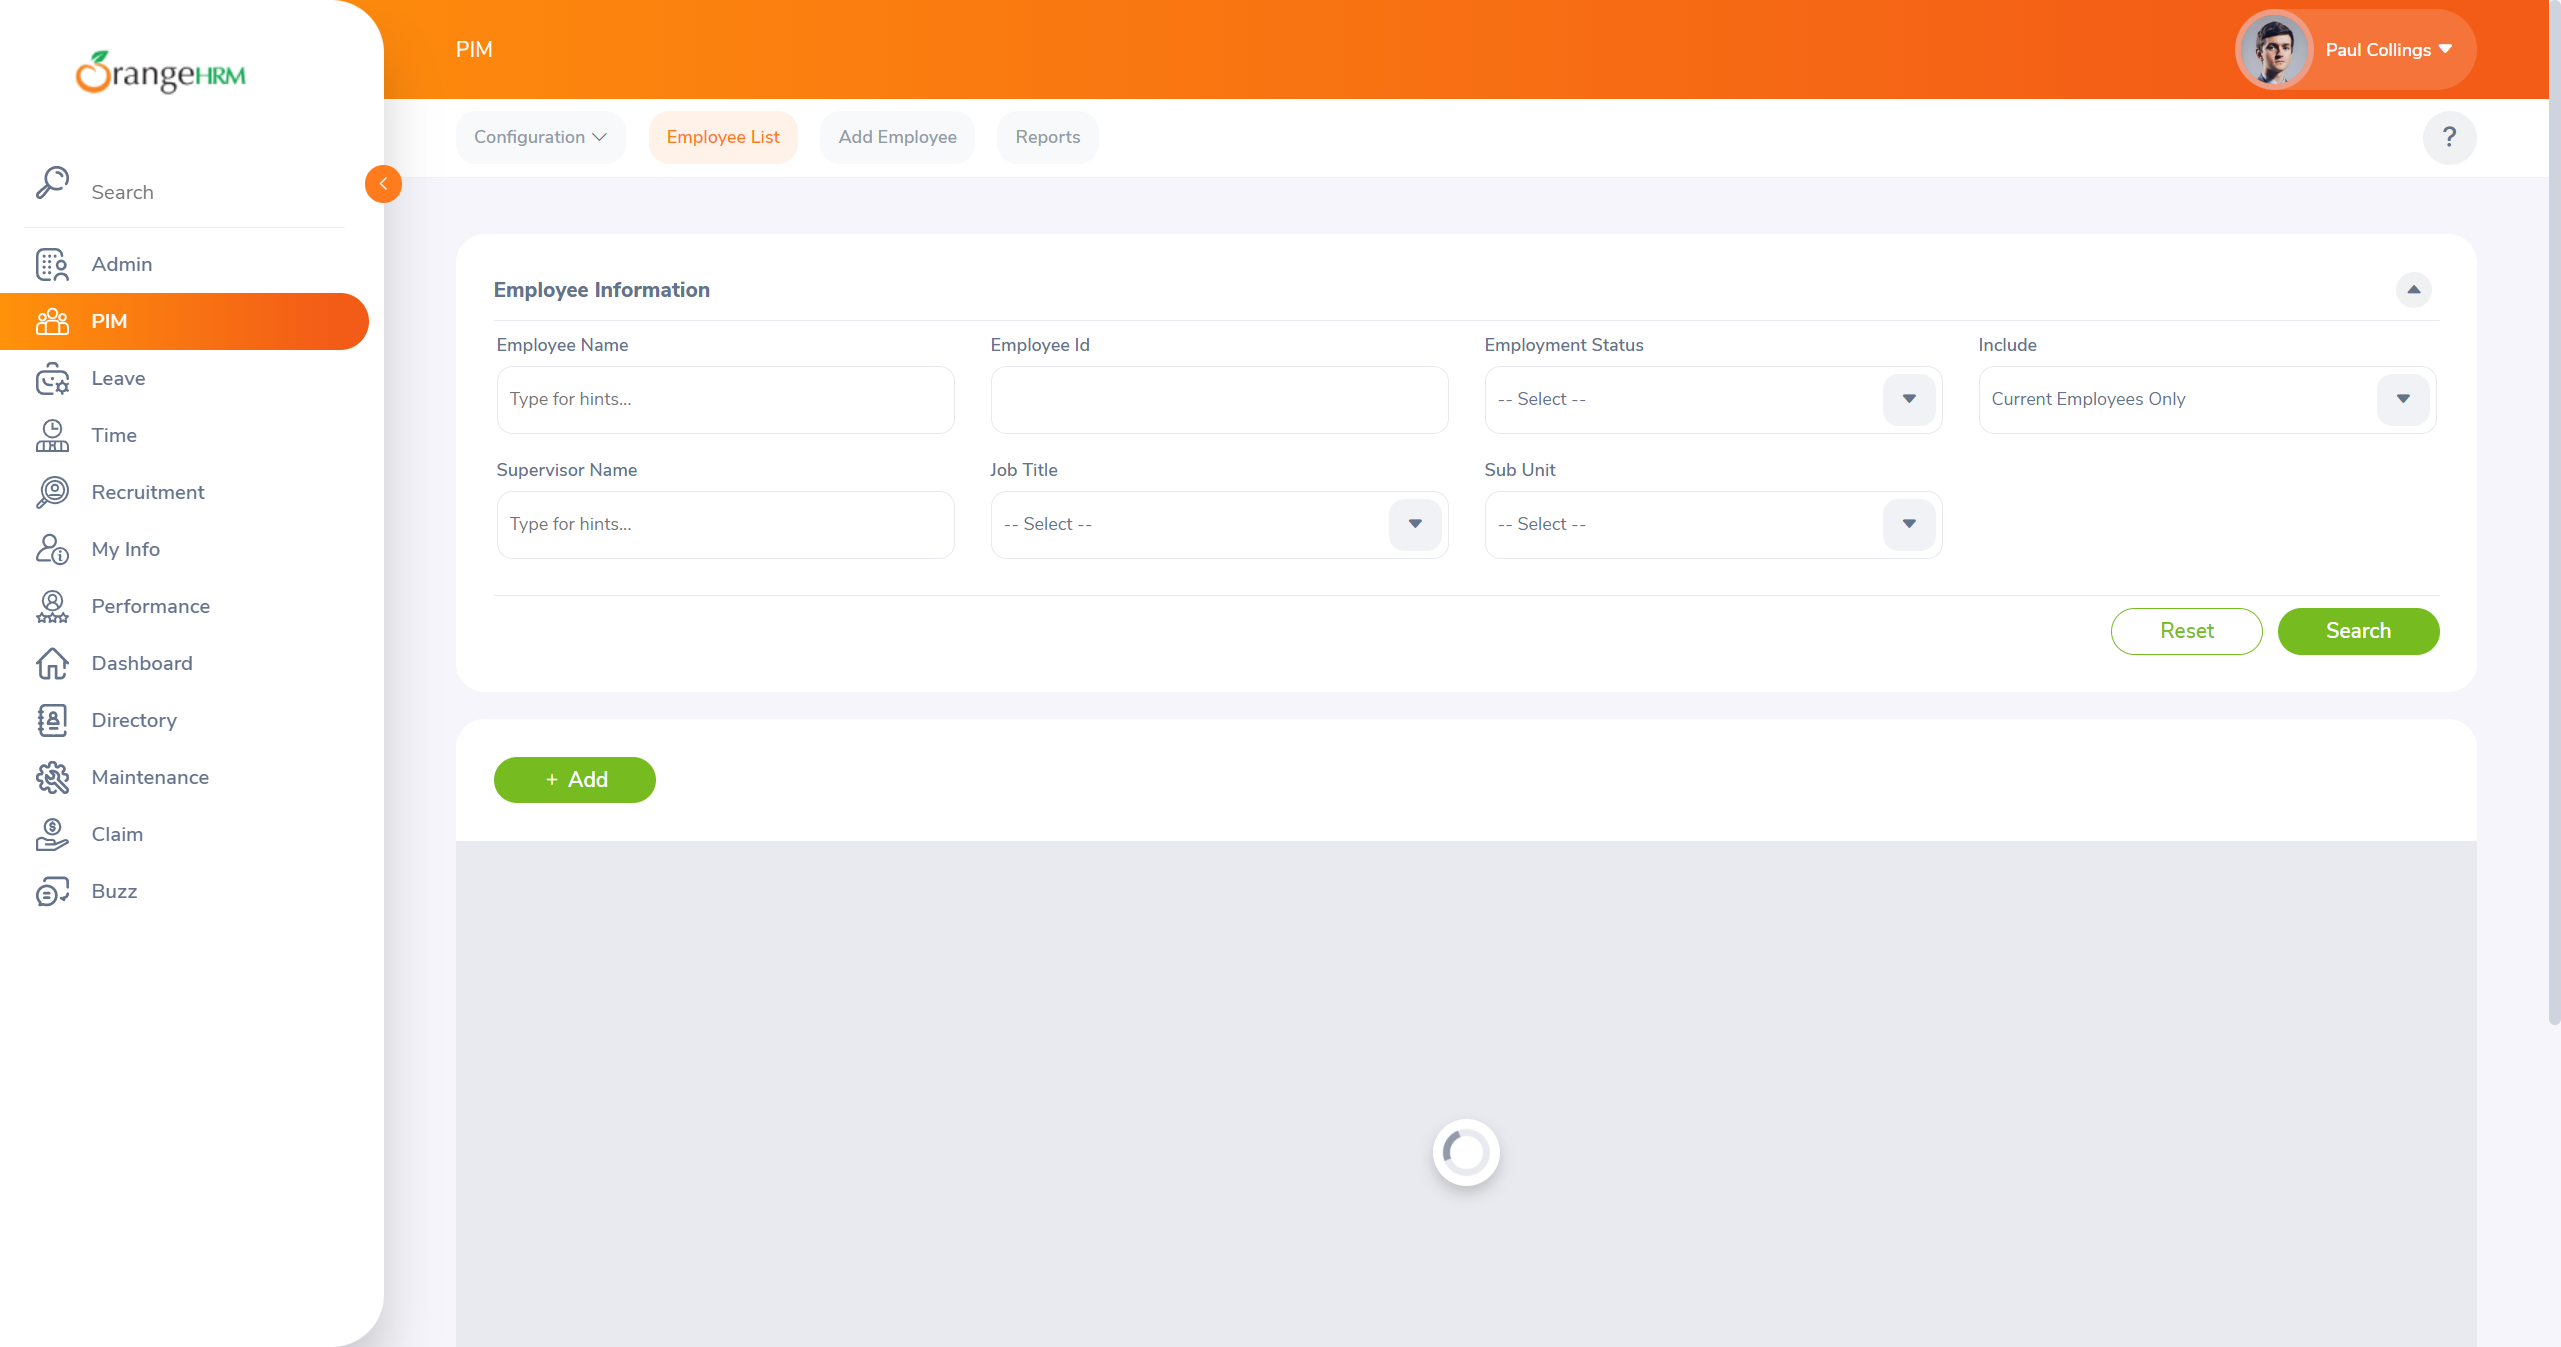 OrangeHRM
PIM
Paul Collings
Configuration
Employee List
Add Employee
Reports
?
Search
Admin
PIM
Leave
Time
Recruitment
My Info
Performance
Dashboard
Directory
Maintenance
Claim
Buzz
Employee Information
Employee Name
Employee Id
Employment Status
Include
Type for hints...
-- Select --
Current Employees Only
Supervisor Name
Job Title
Sub Unit
Type for hints...
-- Select --
-- Select --
Reset
Search
+ Add